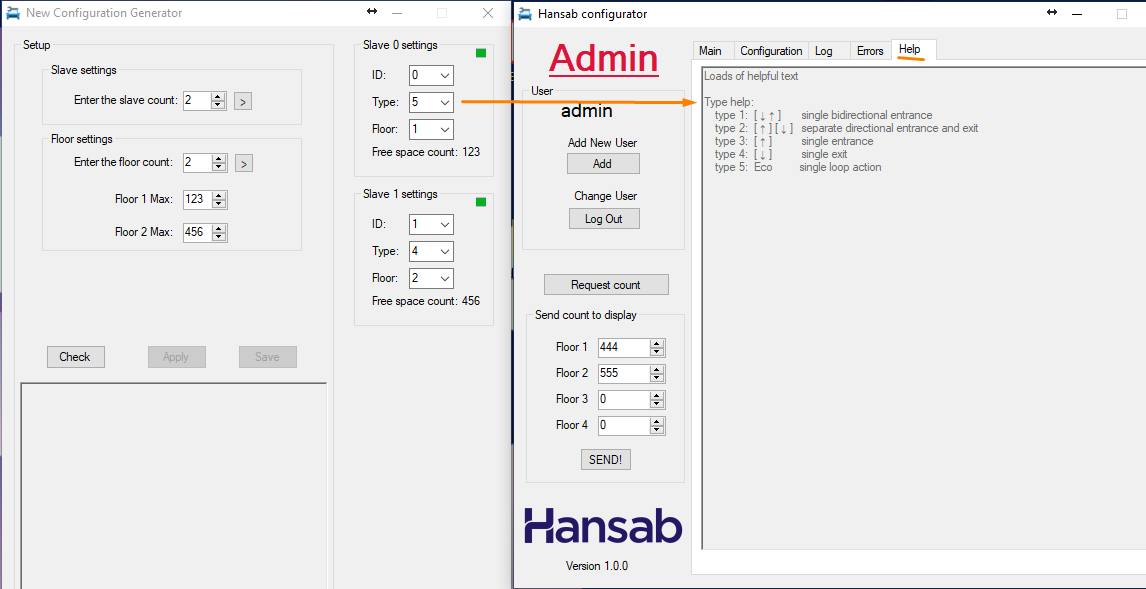 New Configuration Generator
Setup
Slave settings
Enter the slave count: 2 >
Floor settings
Enter the floor count: 2 >
Floor 1 Max: 123
Floor 2 Max: 456
Check Apply Save
Slave 0 settings
ID: 0
Type: 5
Floor: 1
Free space count: 123
Slave 1 settings
ID: 1
Type: 4
Floor: 2
Free space count: 456
Hansab configurator
Admin
User
admin
Add New User
Add
Change User
Log Out
Request count
Send count to display
Floor 1 444
Floor 2 555
Floor 3 0
Floor 4 0
SEND!
Hansab
Version 1.0.0
Main Configuration Log Errors Help
Loads of helpful text
Type help:
type 1: [↓↑] single bidirectional entrance
type 2: [↑][↓] separate directional entrance and exit
type 3: [↑] single entrance
type 4: [↓] single exit
type 5: Eco single loop action